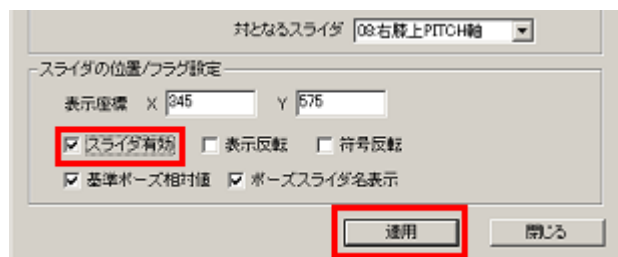 対となるスライダ 08:右膝上PITCH軸
スライダの位置/フラグ設定
表示座標 X 345 Y 575
スライダ有効 表示反転 符号反転
基準ポーズ相対値 ポーズスライダ名表示
適用 閉じる